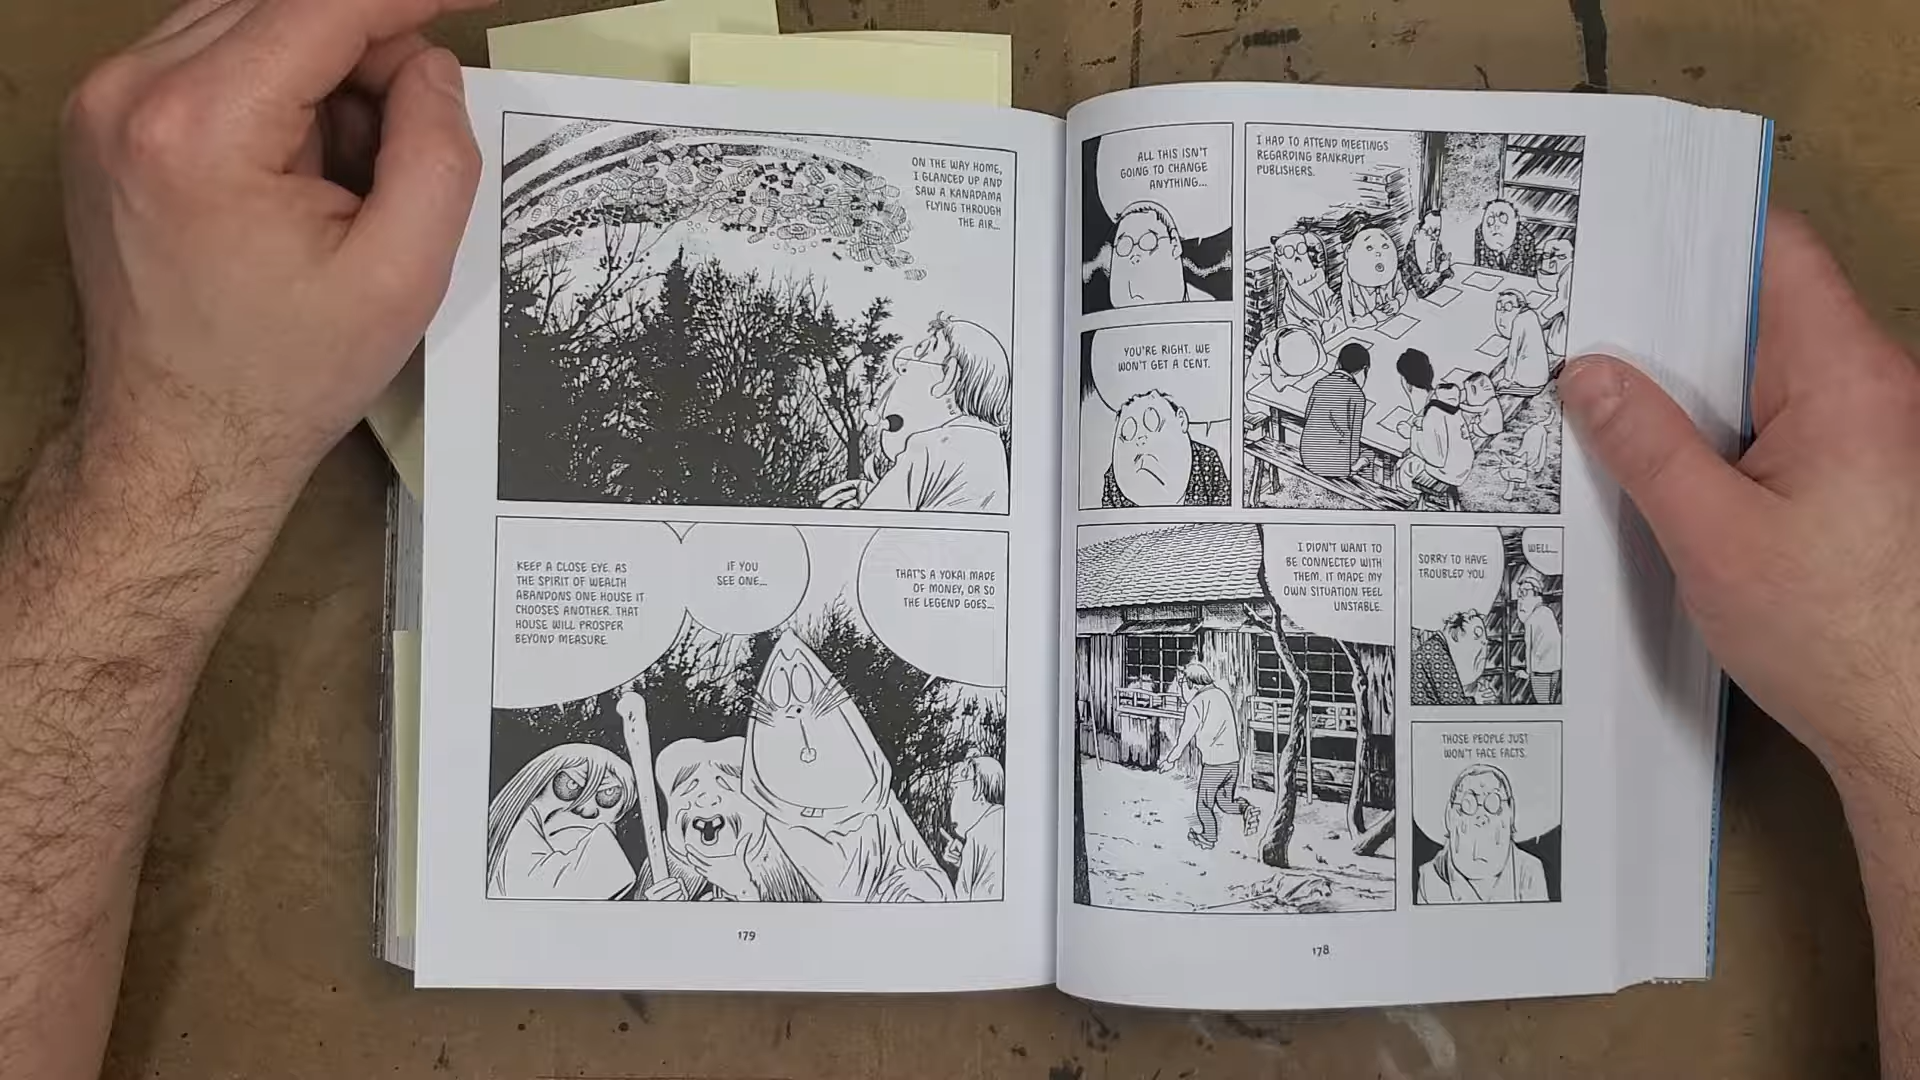 I HAD TO ATTEND MEETINGS
REGARDING BANKRUPT
PUBLISHERS.
ALL THIS ISN'T
GOING TO CHANGE
ANYTHING...
YOU'RE RIGHT. WE
WON'T GET A CENT.
WELL...
SORRY TO HAVE
TROUBLED YOU.
THOSE PEOPLE JUST
WON'T FACE FACTS.
I DIDN'T WANT TO
BE CONNECTED WITH
THEM. IT MADE MY
OWN SITUATION FEEL
UNSTABLE.
178
ON THE WAY HOME,
I GLANCED UP AND
SAW A KANADAMA
FLYING THROUGH
THE AIR...
THAT'S A YOKAI MADE
OF MONEY, OR SO
THE LEGEND GOES...
IF YOU
SEE ONE...
KEEP A CLOSE EYE. AS
THE SPIRIT OF WEALTH
ABANDONS ONE HOUSE IT
CHOOSES ANOTHER. THAT
HOUSE WILL PROSPER
BEYOND MEASURE.
179